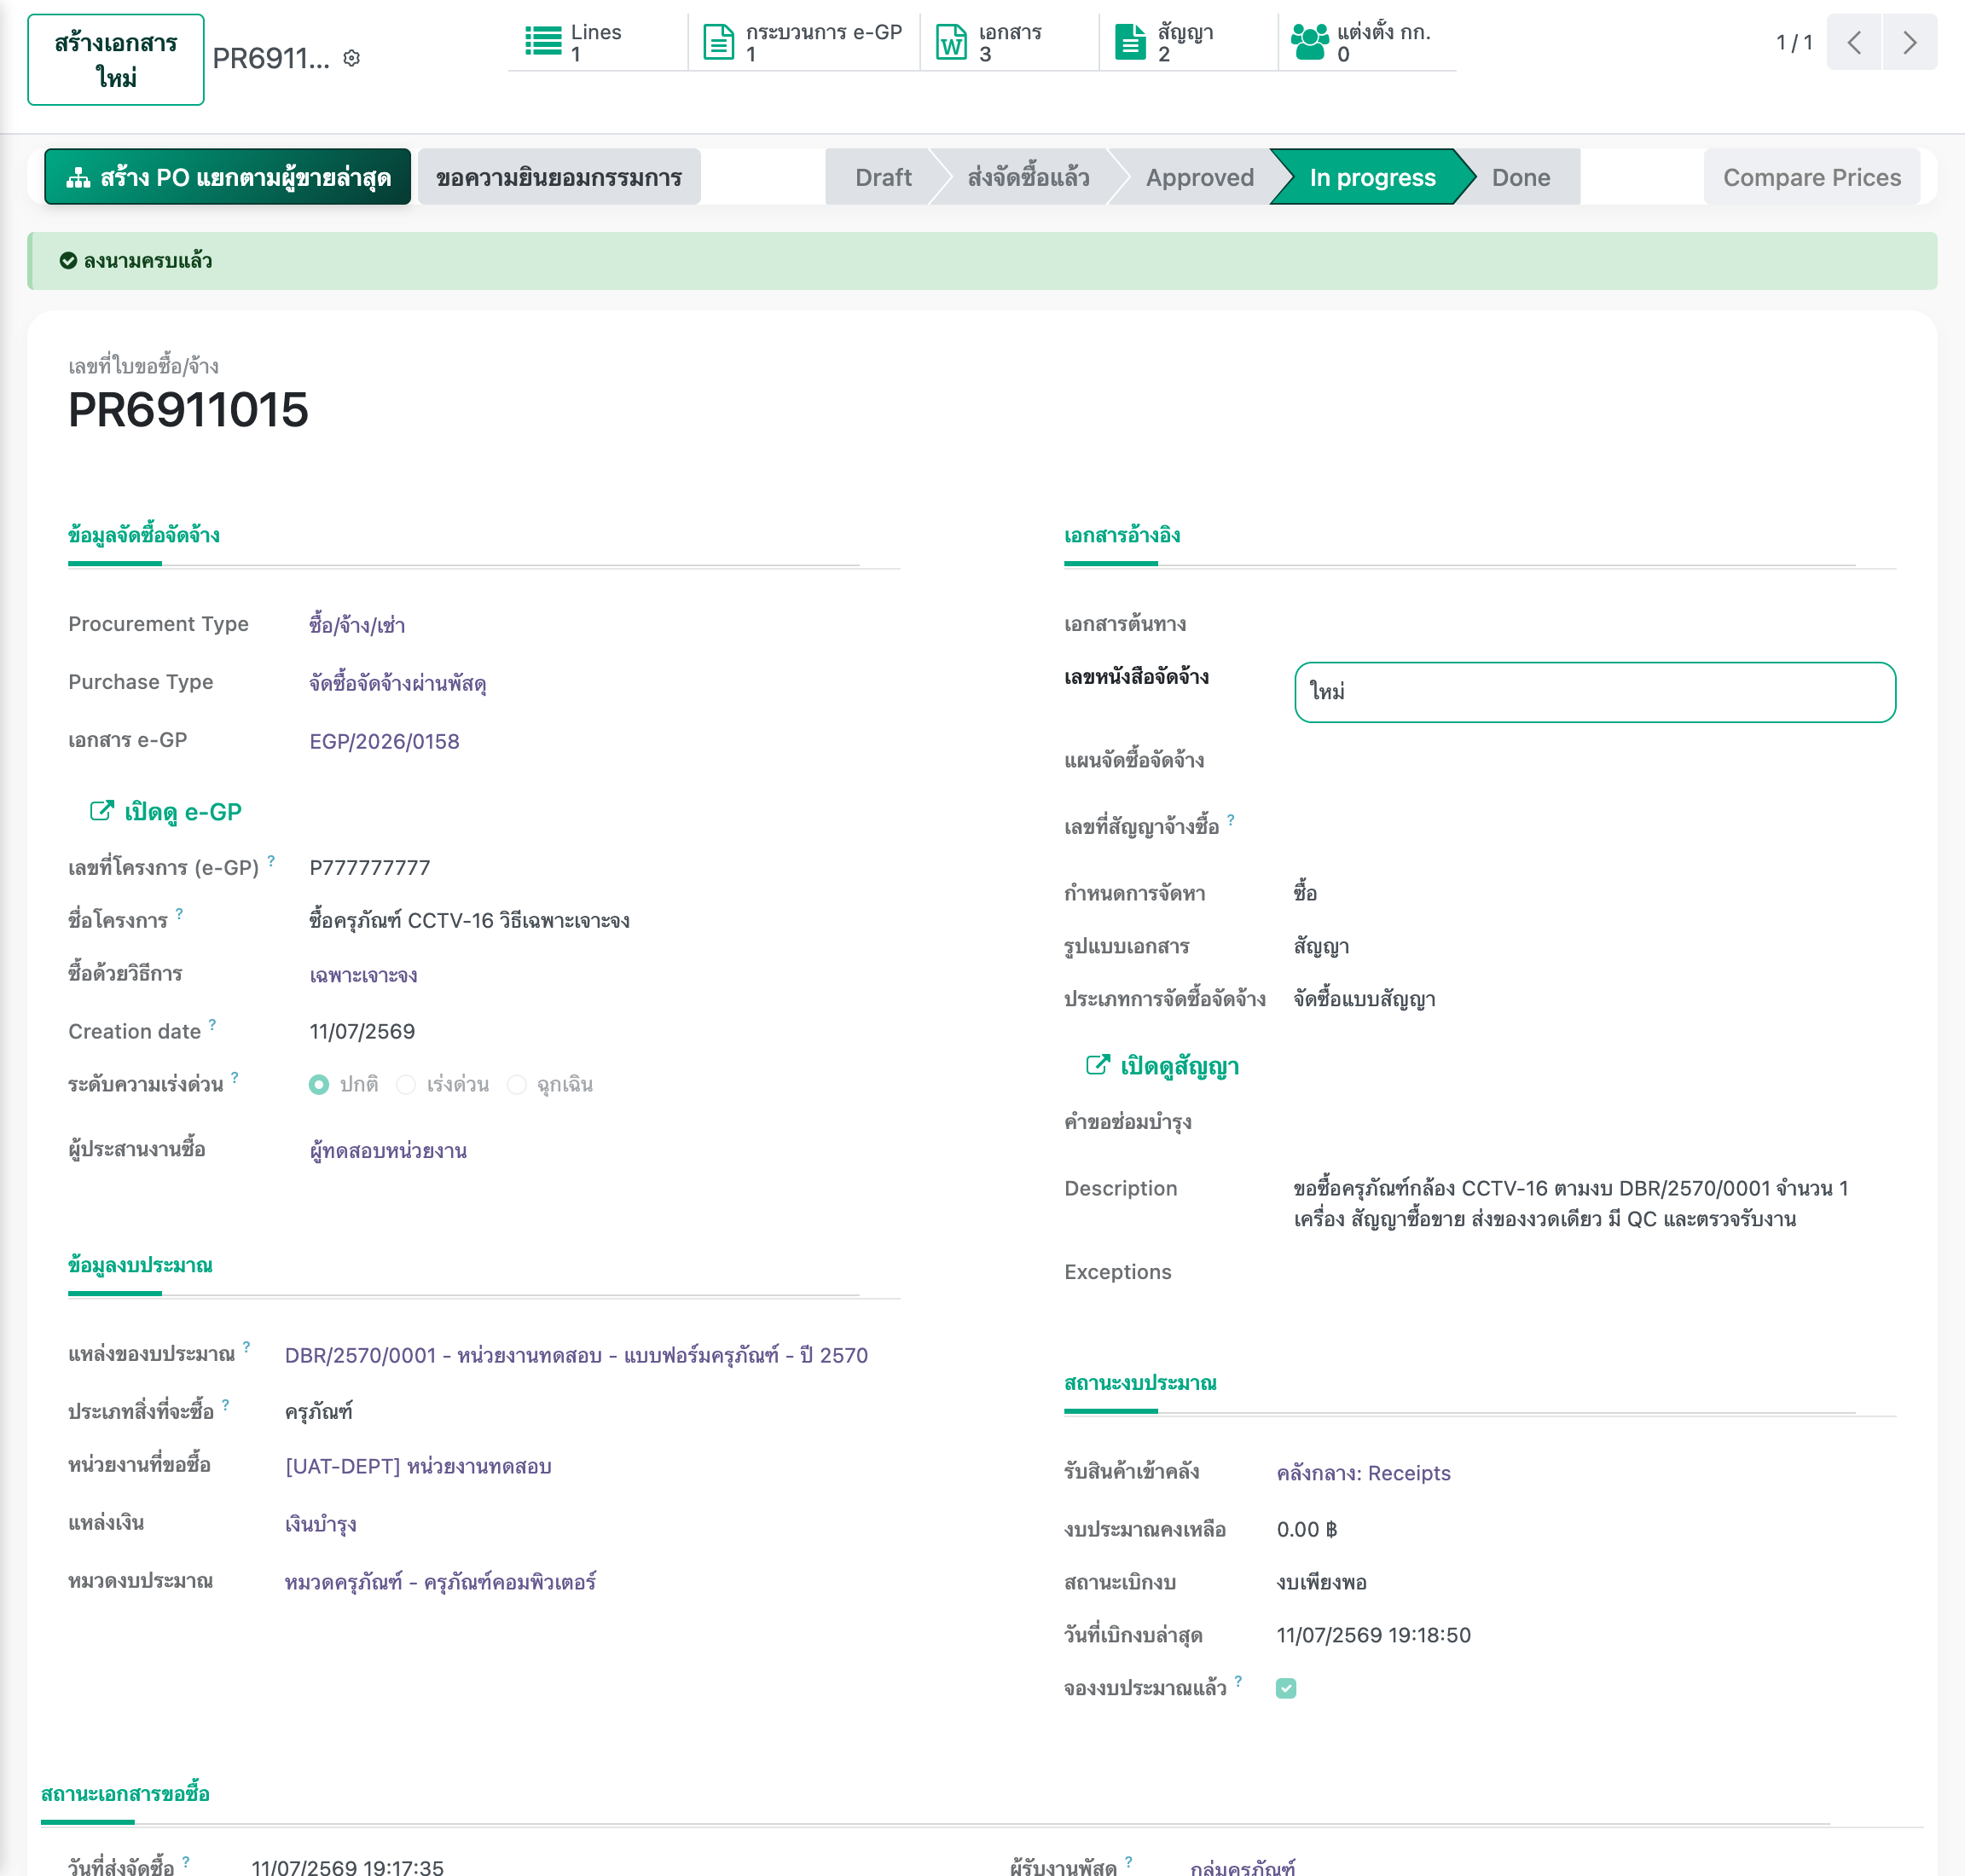 สร้างเอกสาร
ใหม่
PR6911...
Lines
1
กระบวนการ e-GP
1
เอกสาร
3
สัญญา
2
แต่งตั้ง กก.
0
1 / 1
สร้าง PO แยกตามผู้ขายล่าสุด
ขอความยินยอมกรรมการ
Draft
ส่งจัดซื้อแล้ว
Approved
In progress
Done
Compare Prices
ลงนามครบแล้ว
เลขที่ใบขอซื้อ/จ้าง
PR6911015
ข้อมูลจัดซื้อจัดจ้าง
Procurement Type ซื้อ/จ้าง/เช่า
Purchase Type จัดซื้อจัดจ้างผ่านพัสดุ
เอกสาร e-GP EGP/2026/0158
เปิดดู e-GP
เลขที่โครงการ (e-GP) ? P777777777
ชื่อโครงการ ? ซื้อครุภัณฑ์ CCTV-16 วิธีเฉพาะเจาะจง
ซื้อด้วยวิธีการ เฉพาะเจาะจง
Creation date ? 11/07/2569
ระดับความเร่งด่วน ? ปกติ เร่งด่วน ฉุกเฉิน
ผู้ประสานงานซื้อ ผู้ทดสอบหน่วยงาน
เอกสารอ้างอิง
เอกสารต้นทาง
เลขหนังสือจัดจ้าง ใหม่
แผนจัดซื้อจัดจ้าง
เลขที่สัญญาจ้างซื้อ ?
กำหนดการจัดหา ซื้อ
รูปแบบเอกสาร สัญญา
ประเภทการจัดซื้อจัดจ้าง จัดซื้อแบบสัญญา
เปิดดูสัญญา
คำขอซ่อมบำรุง
Description ขอซื้อครุภัณฑ์กล้อง CCTV-16 ตามงบ DBR/2570/0001 จำนวน 1
เครื่อง สัญญาซื้อขาย ส่งของงวดเดียว มี QC และตรวจรับงาน
Exceptions
ข้อมูลงบประมาณ
แหล่งของบประมาณ ? DBR/2570/0001 - หน่วยงานทดสอบ - แบบฟอร์มครุภัณฑ์ - ปี 2570
ประเภทสิ่งที่จะซื้อ ? ครุภัณฑ์
หน่วยงานที่ขอซื้อ [UAT-DEPT] หน่วยงานทดสอบ
แหล่งเงิน เงินบำรุง
หมวดงบประมาณ หมวดครุภัณฑ์ - ครุภัณฑ์คอมพิวเตอร์
สถานะงบประมาณ
รับสินค้าเข้าคลัง คลังกลาง: Receipts
งบประมาณคงเหลือ 0.00 ฿
สถานะเบิกงบ งบเพียงพอ
วันที่เบิกงบล่าสุด 11/07/2569 19:18:50
จองงบประมาณแล้ว ?
สถานะเอกสารขอซื้อ
วันที่ส่งจัดซื้อ ? 11/07/2569 19:17:35
ผู้รับงานพัสดุ ? กลุ่มครุภัณฑ์